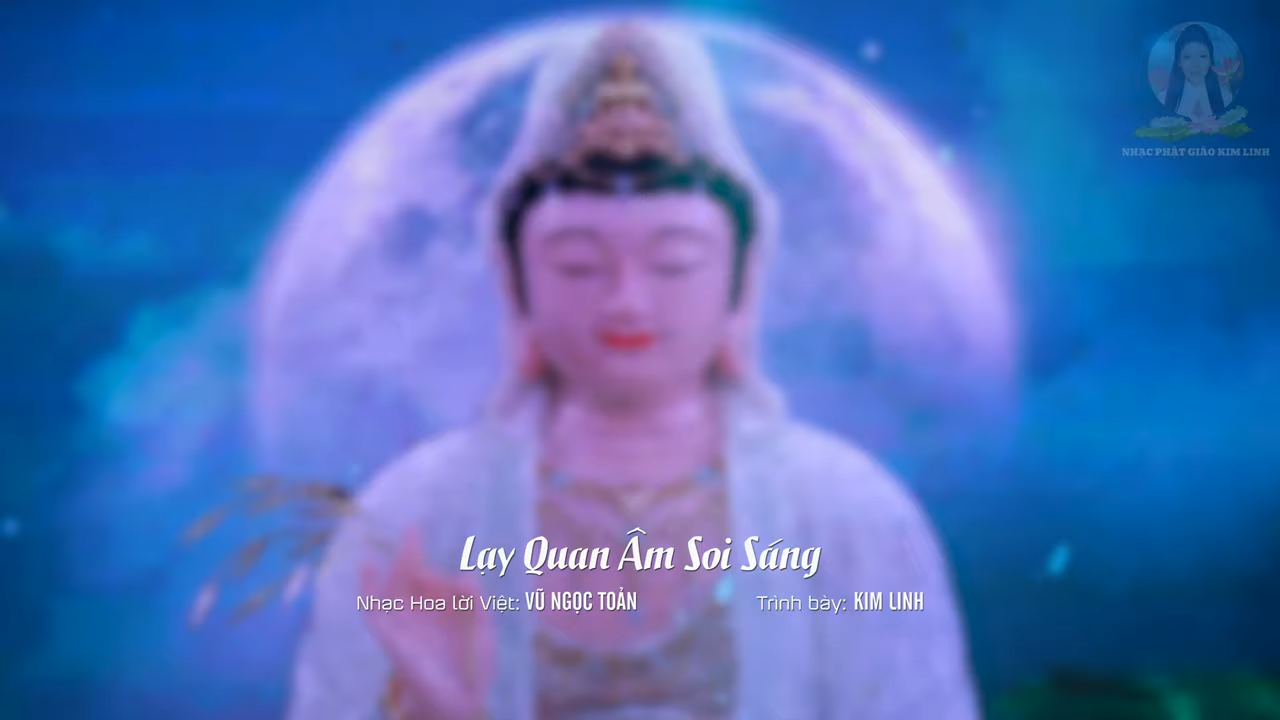 NHẠC PHẬT GIÁO KIM LINH
Lạy Quan Âm Soi Sáng
Nhạc Hoa lời Việt: VŨ NGỌC TOẢN
Trình bày: KIM LINH